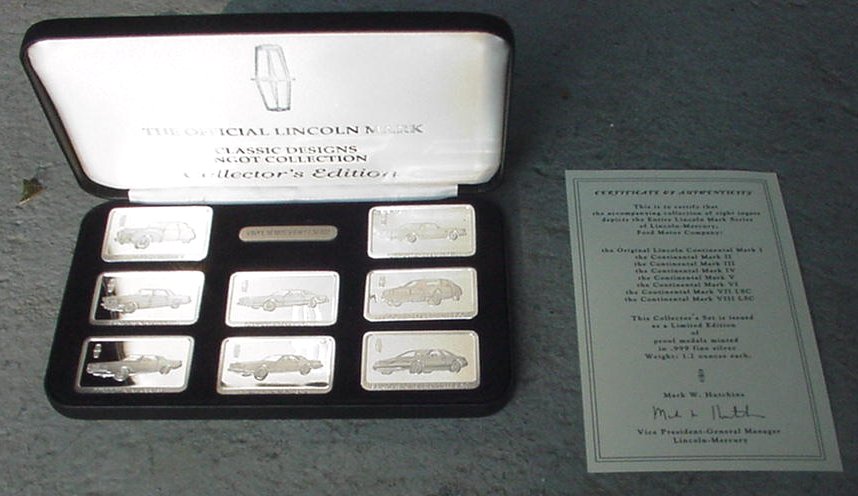 THE OFFICIAL LINCOLN MARK
CLASSIC DESIGNS
INGOT COLLECTION
Collector's Edition
CERTIFICATE OF AUTHENTICITY
This is to certify that
the accompanying collection of eight ingots
depicts the Entire Lincoln Mark Series
of Lincoln-Mercury,
Ford Motor Company:
the Original Lincoln Continental Mark I
the Continental Mark II
the Continental Mark III
the Continental Mark IV
the Continental Mark V
the Continental Mark VI
the Continental Mark VII LSC
the Continental Mark VIII LSC
This Collector's Set is issued
as a Limited Edition
of
proof medals minted
in .999 fine silver.
Weight: 1.2 ounces each.
Mark W. Hutchins
Vice President-General Manager
Lincoln-Mercury